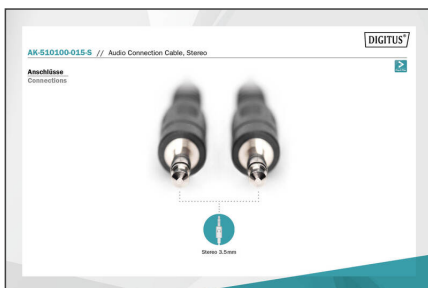 DIGITUS®
AK-510100-015-S // Audio Connection Cable, Stereo
Anschlüsse
Connections
Stereo 3.5mm